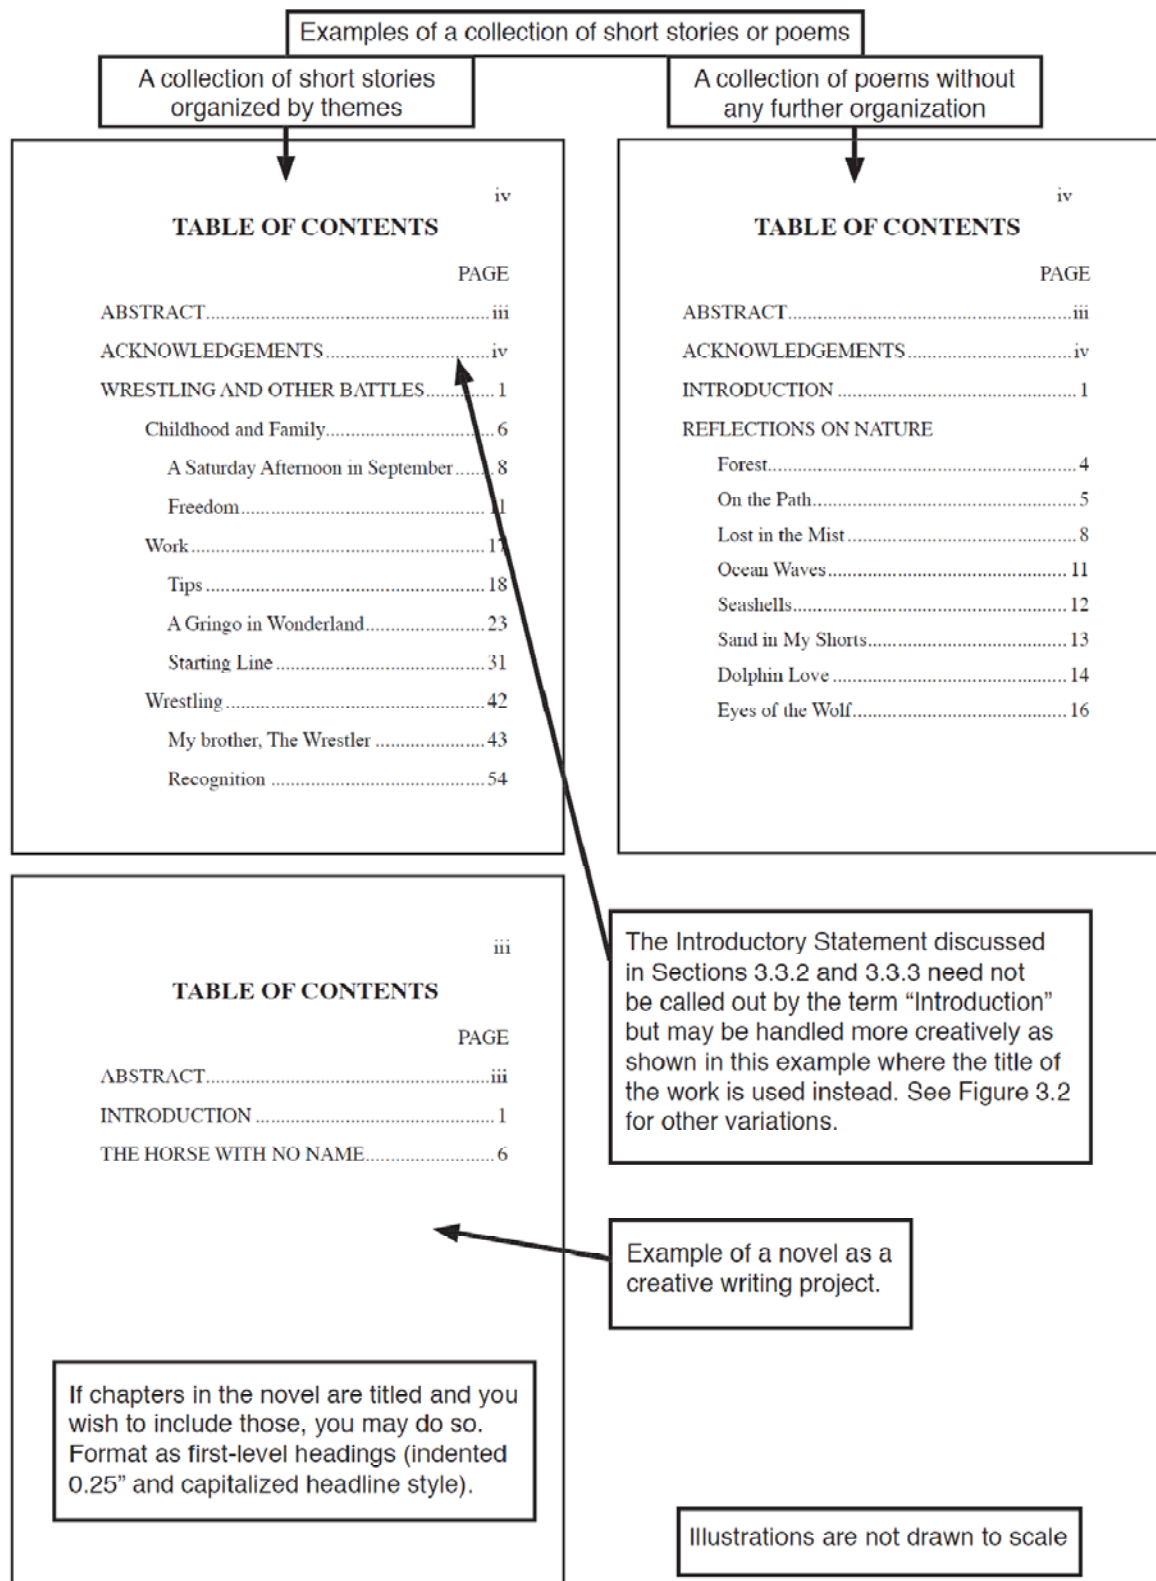 Examples of a collection of short stories or poems
A collection of short stories
organized by themes
A collection of poems without
any further organization
iv
TABLE OF CONTENTS
PAGE
ABSTRACT.....iii
ACKNOWLEDGEMENTS.....iv
WRESTLING AND OTHER BATTLES.....1
Childhood and Family.....6
A Saturday Afternoon in September.....8
Freedom.....11
Work.....17
Tips.....18
A Gringo in Wonderland.....23
Starting Line.....31
Wrestling.....42
My brother, The Wrestler.....43
Recognition.....54
iv
TABLE OF CONTENTS
PAGE
ABSTRACT.....iii
ACKNOWLEDGEMENTS.....iv
INTRODUCTION.....1
REFLECTIONS ON NATURE
Forest.....4
On the Path.....5
Lost in the Mist.....8
Ocean Waves.....11
Seashells.....12
Sand in My Shorts.....13
Dolphin Love.....14
Eyes of the Wolf.....16
iii
TABLE OF CONTENTS
PAGE
ABSTRACT.....iii
INTRODUCTION.....1
THE HORSE WITH NO NAME.....6
The Introductory Statement discussed
in Sections 3.3.2 and 3.3.3 need not
be called out by the term “Introduction”
but may be handled more creatively as
shown in this example where the title of
the work is used instead. See Figure 3.2
for other variations.
Example of a novel as a
creative writing project.
If chapters in the novel are titled and you
wish to include those, you may do so.
Format as first-level headings (indented
0.25” and capitalized headline style).
Illustrations are not drawn to scale